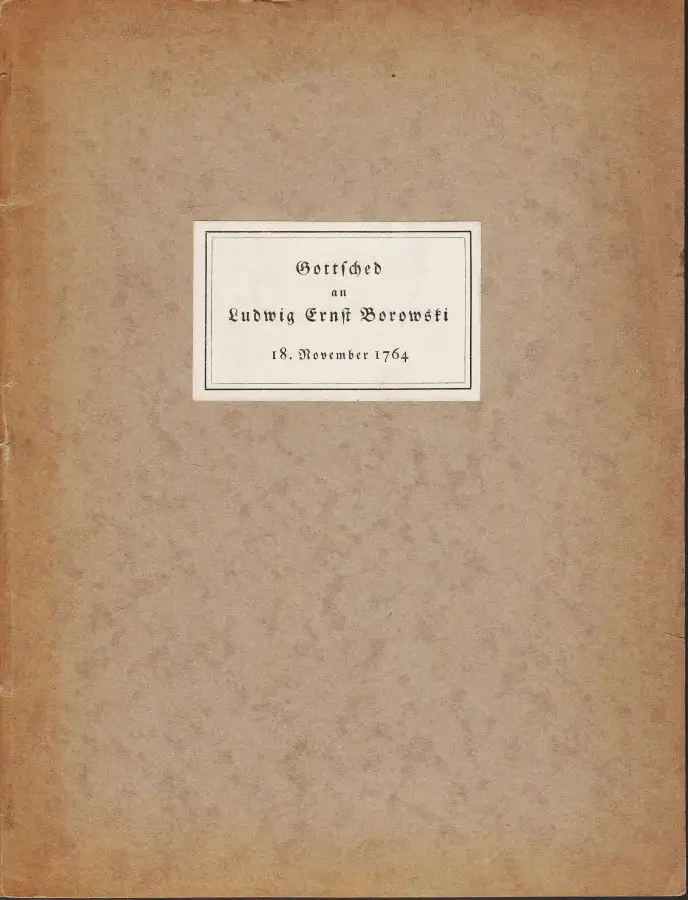 Gottſched
an
Ludwig Ernſt Borowski
18. November 1764